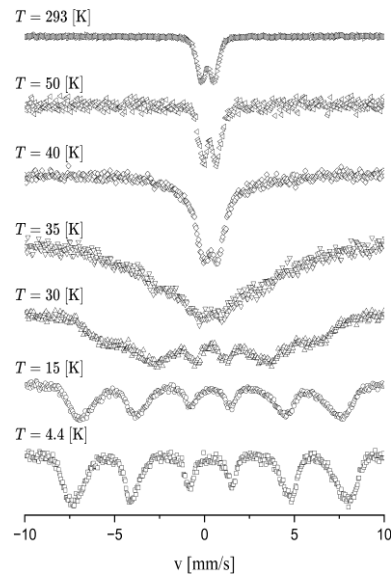 T = 293 [K]
T = 50 [K]
T = 40 [K]
T = 35 [K]
T = 30 [K]
T = 15 [K]
T = 4.4 [K]
−10 −5 0 5 10
v [mm/s]